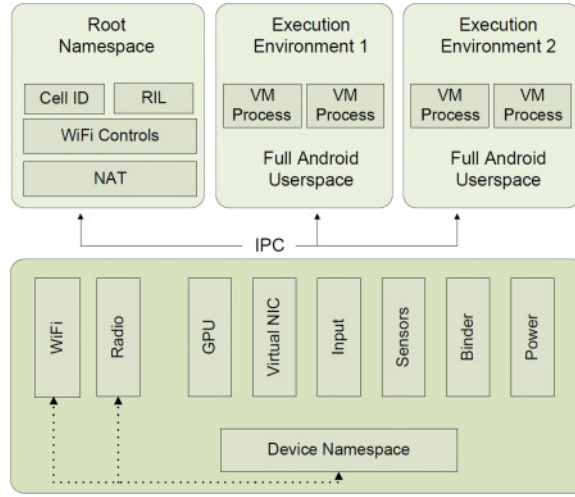 Root
Namespace
Cell ID
RIL
WiFi Controls
NAT
Execution
Environment 1
VM
Process
VM
Process
Full Android
Userspace
Execution
Environment 2
VM
Process
VM
Process
Full Android
Userspace
IPC
WiFi
Radio
GPU
Virtual NIC
Input
Sensors
Binder
Power
Device Namespace